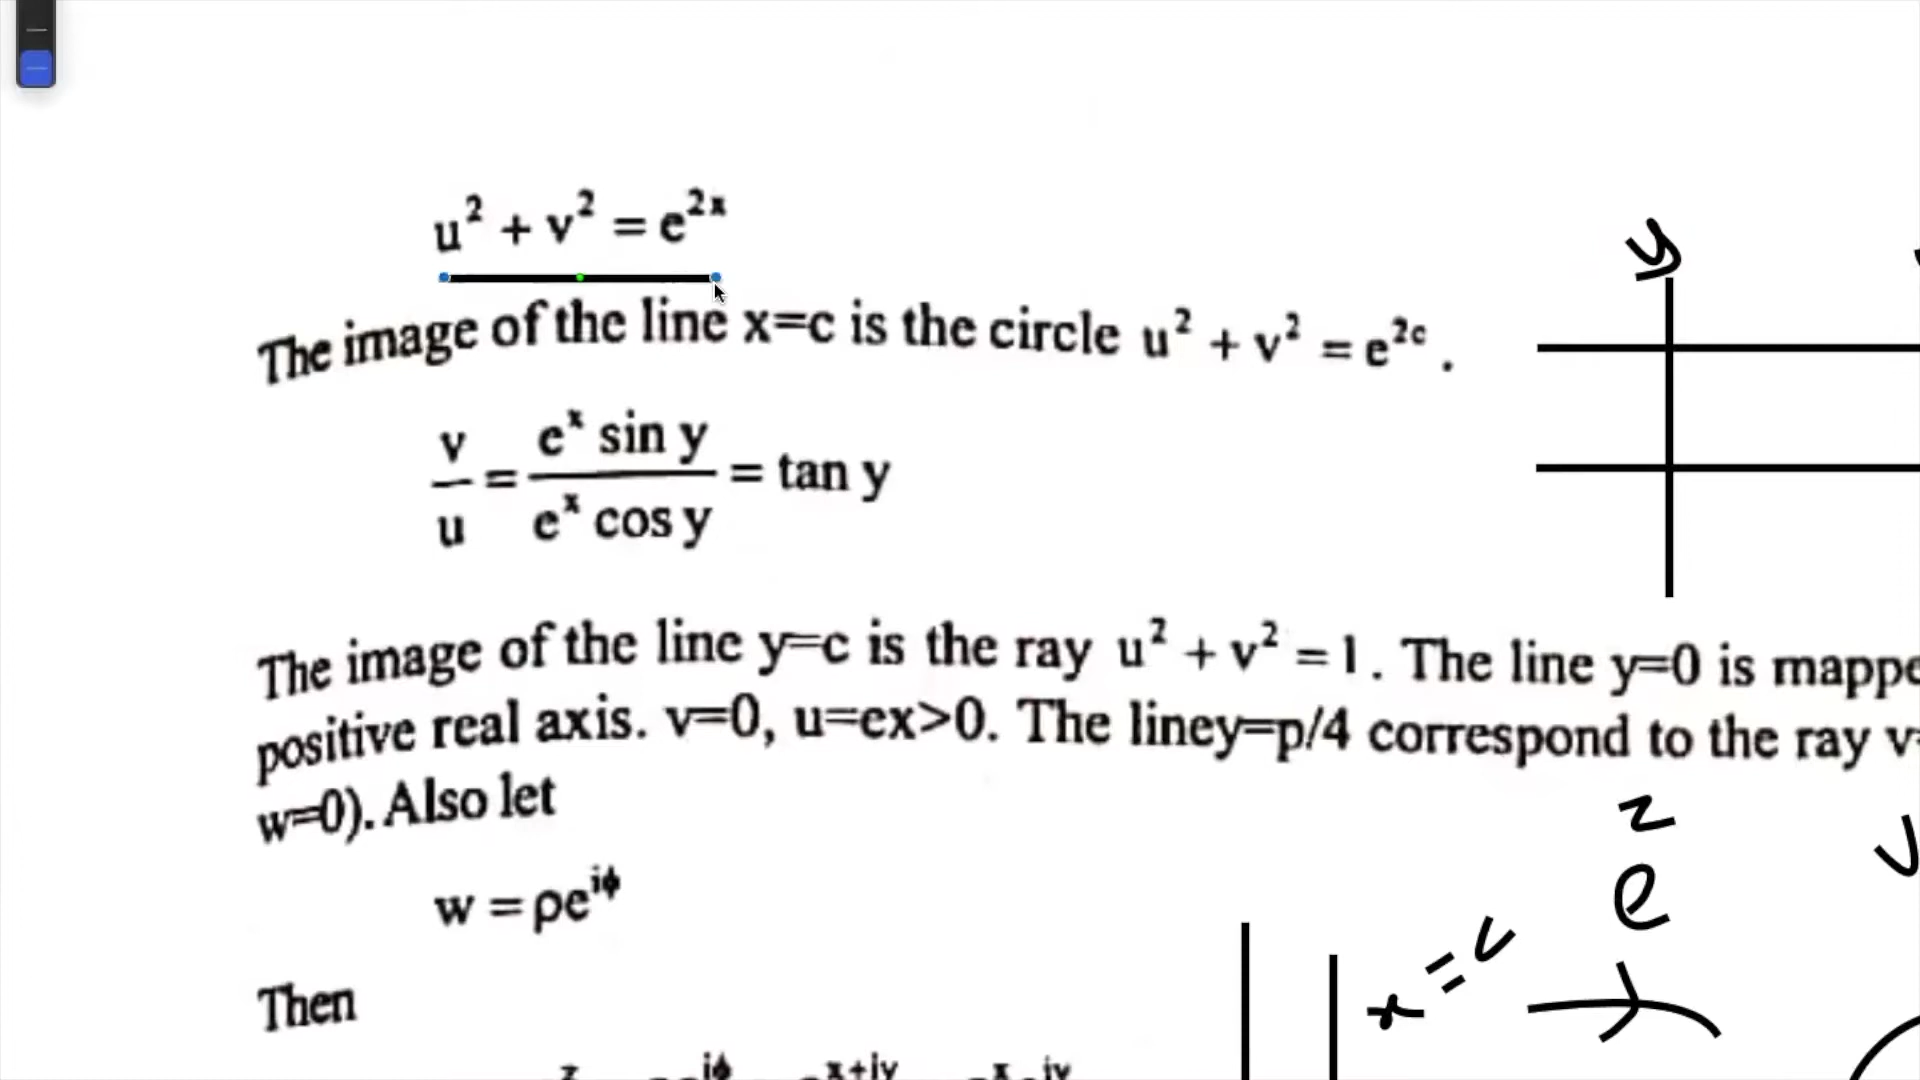 u² + v² = e²ˣ
The image of the line x=c is the circle u² + v² = e²ᶜ .
v/u = eˣ sin y / eˣ cos y = tan y
The image of the line y=c is the ray u² + v² = 1. The line y=0 is mappe
positive real axis. v=0, u=ex>0. The liney=p/4 correspond to the ray v=
w=0). Also let
w = ρe^iϕ
Then
y
e^z
x = c